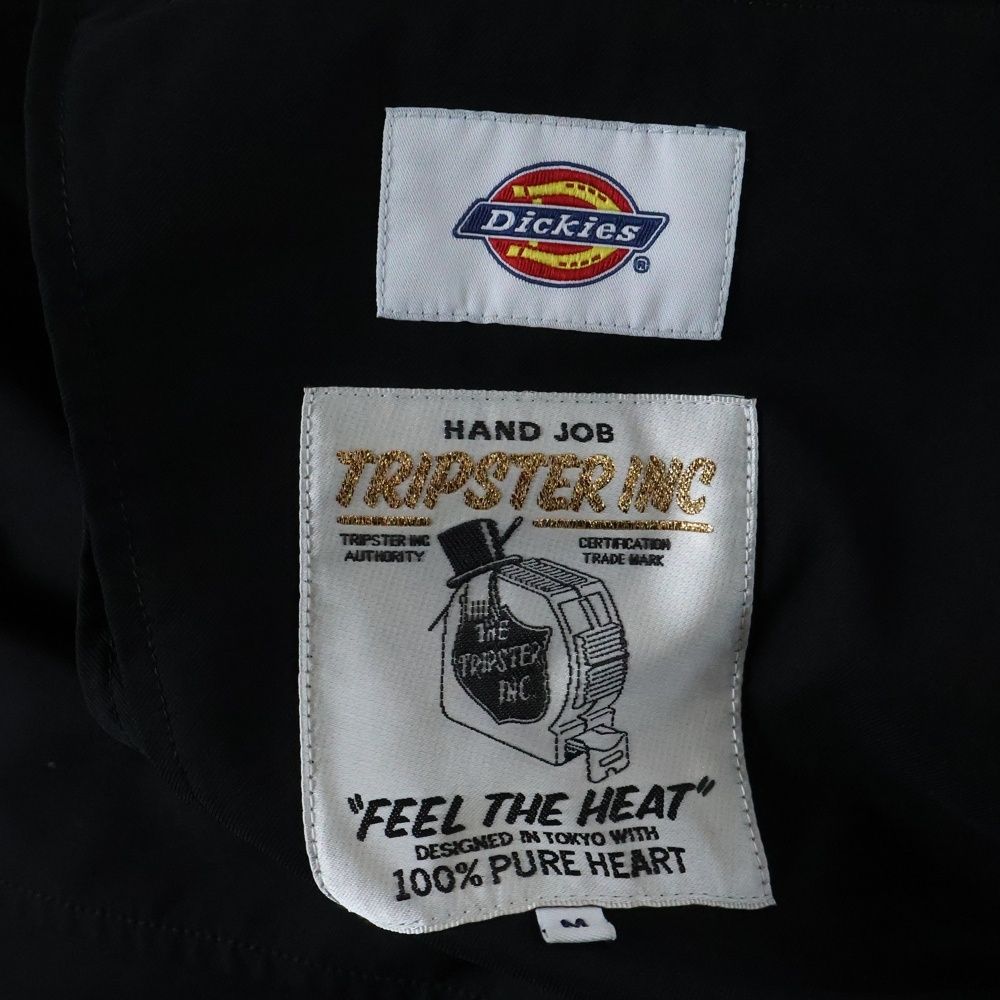 Dickies
®
HAND JOB
TRIPSTER INC
TRIPSTER INC CERTIFICATION
AUTHORITY TRADE MARK
THE
TRIPSTER
INC.
"FEEL THE HEAT"
DESIGNED IN TOKYO WITH
100% PURE HEART
M